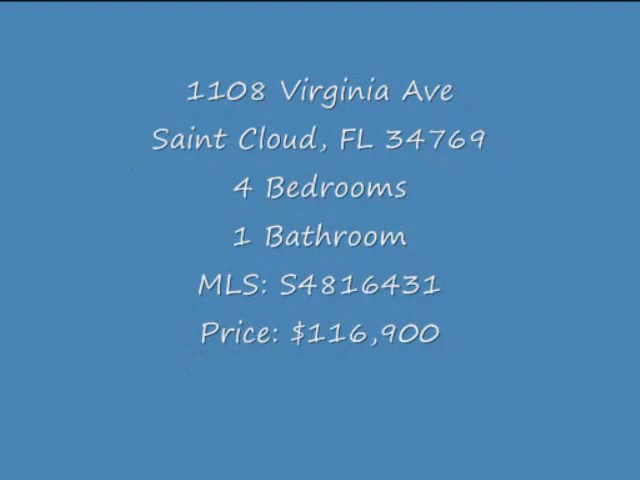 1108 Virginia Ave
Saint Cloud, FL 34769
4 Bedrooms
1 Bathroom
MLS: S4816431
Price: $116,900